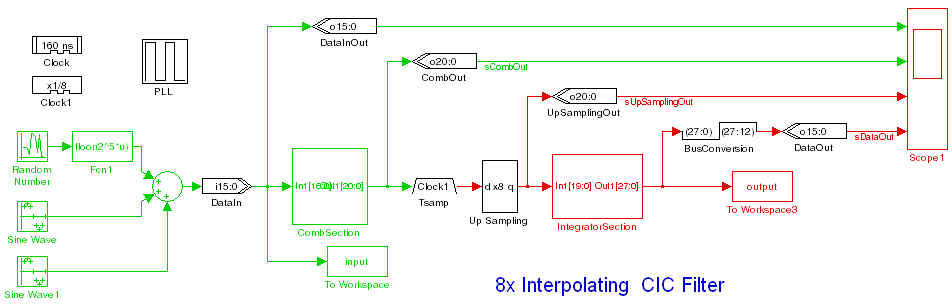 o15:0
DataInOut
160 ns
Clock
x1/8
Clock1
PLL
o20:0
CombOut
sCombOut
o20:0
UpSamplingOut
sUpSamplingOut
(27:0) (27:12)
BusConversion
o15:0
DataOut
sDataOut
Scope1
Random
Number
floor(2^5*u)
Fcn1
i15:0
DataIn
Out1[20:0]
CombSection
Clock1
Tsamp
d x8 q
Up Sampling
In1[19:0] Out1[27:0]
IntegratorSection
output
To Workspace3
Sine Wave
Sine Wave1
input
To Workspace
8x Interpolating CIC Filter